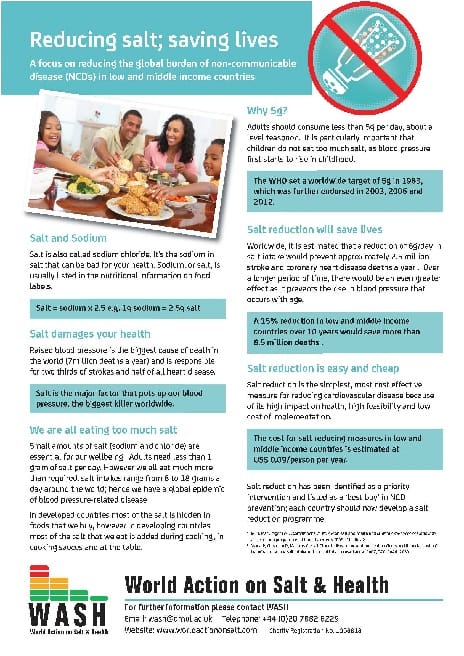 Reducing salt; saving lives
A focus on reducing the global burden of non-communicable
disease (NCDs) in low and middle income countries
Salt and Sodium
Salt is also called sodium chloride. It's the sodium in
salt that can be bad for your health. Sodium, or salt, is
usually listed in the nutritional information on food
labels.
Salt = sodium x 2.5 e.g. 1g sodium = 2.5g salt
Salt damages your health
Raised blood pressure is the biggest cause of death in
the world (7million deaths a year) and is responsible
for two thirds of strokes and half of all heart disease.
Salt is the major factor that puts up our blood
pressure, the biggest killer worldwide.
We are all eating too much salt
Small amounts of salt (sodium and chloride) are
essential for our wellbeing. Adults need less than 1
gram of salt per day. However we all eat much more
than required, salt intakes range from 6 to 18 grams a
day around the world; hence we have a global epidemic
of blood pressure-related disease.
In developed countries most of the salt is hidden in
foods that we buy, however in developing countries
most of the salt that we eat is added during cooking, in
cooking sauces and at the table.
Why 5g?
Adults should consume less than 5g per day, about a
level teaspoon. It is particularly important that
children do not eat too much salt, as blood pressure
first starts to rise in childhood.
The WHO set a worldwide target of 5g in 1983,
which was further endorsed in 2003, 2006 and
2012.
Salt reduction will save lives
Worldwide, it is estimated that a reduction of 6g/day in
salt intake would prevent approximately 2.5 million
stroke and coronary heart disease deaths a year. Over
a longer period of time, there would be an even greater
effect as it prevents the rise in blood pressure that
occurs with age.
A 15% reduction in low and middle income
countries over 10 years would save more than
8.5 million deaths.
Salt reduction is easy and cheap
Salt reduction is the simplest, most cost effective
measure for reducing cardiovascular disease because
of its high impact on health, high feasibility and low
cost of implementation.
The cost for salt reducing measures in low and
middle income countries is estimated at
US$ 0.09/person per year.
Salt reduction has been identified as a priority
intervention and listed as a 'best buy' in NCD
prevention; each country should now develop a salt
reduction programme.
WASH
World Action on Salt & Health
World Action on Salt & Health
For further information please contact WASH
Email: wash@qmul.ac.uk Telephone: +44 (0)20 7882 6229
Website: www.worldactiononsalt.com Charity Registration No.